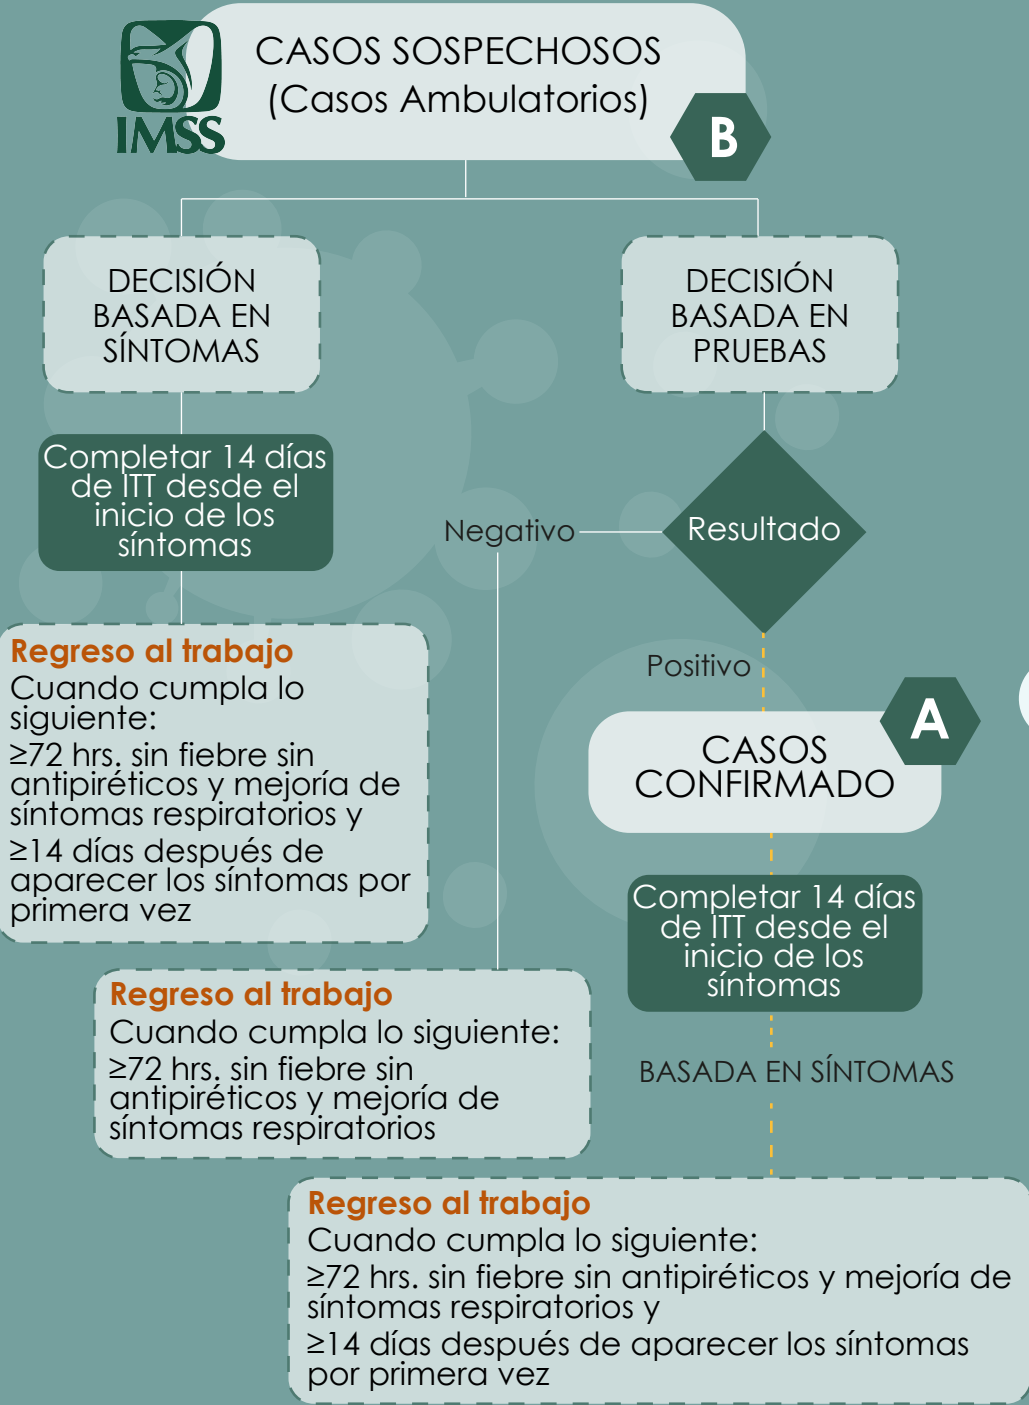 IMSS
CASOS SOSPECHOSOS
(Casos Ambulatorios)
B
DECISIÓN
BASADA EN
SÍNTOMAS
DECISIÓN
BASADA EN
PRUEBAS
Completar 14 días
de ITT desde el
inicio de los
síntomas
Negativo
Resultado
Positivo
Regreso al trabajo
Cuando cumpla lo
siguiente:
≥72 hrs. sin fiebre sin
antipiréticos y mejoría de
síntomas respiratorios y
≥14 días después de
aparecer los síntomas por
primera vez
A
CASOS
CONFIRMADO
Completar 14 días
de ITT desde el
inicio de los
síntomas
Regreso al trabajo
Cuando cumpla lo siguiente:
≥72 hrs. sin fiebre sin
antipiréticos y mejoría de
síntomas respiratorios
BASADA EN SÍNTOMAS
Regreso al trabajo
Cuando cumpla lo siguiente:
≥72 hrs. sin fiebre sin antipiréticos y mejoría de
síntomas respiratorios y
≥14 días después de aparecer los síntomas
por primera vez